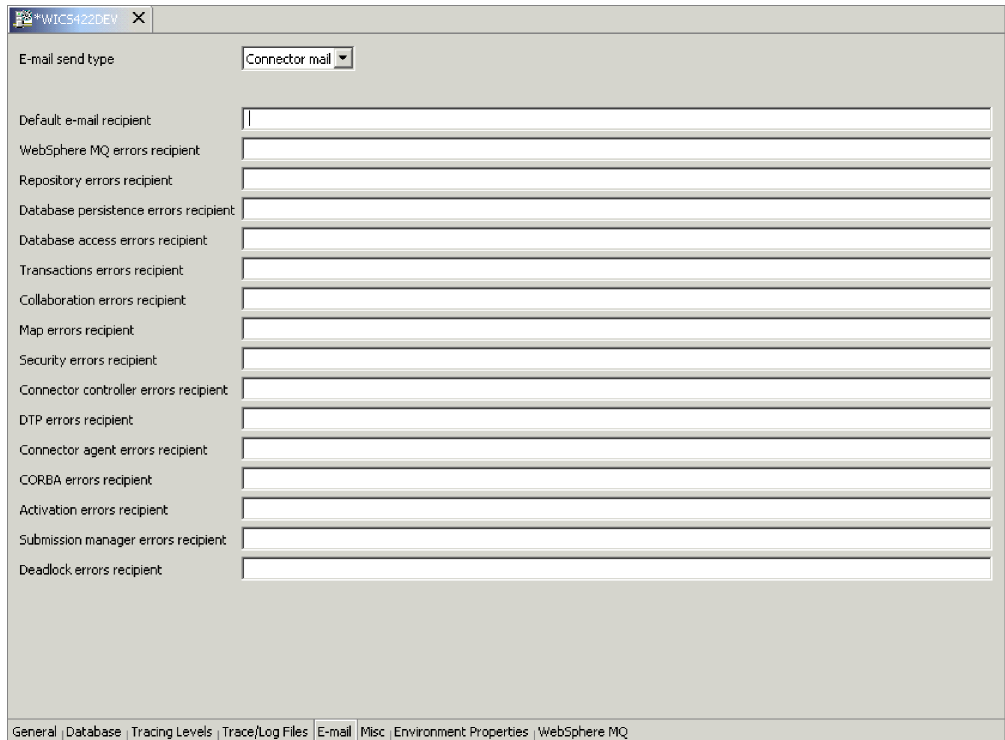 *WICS422DEV X
E-mail send type Connector mail
Default e-mail recipient
WebSphere MQ errors recipient
Repository errors recipient
Database persistence errors recipient
Database access errors recipient
Transactions errors recipient
Collaboration errors recipient
Map errors recipient
Security errors recipient
Connector controller errors recipient
DTP errors recipient
Connector agent errors recipient
CORBA errors recipient
Activation errors recipient
Submission manager errors recipient
Deadlock errors recipient
General Database Tracing Levels Trace/Log Files E-mail Misc Environment Properties WebSphere MQ